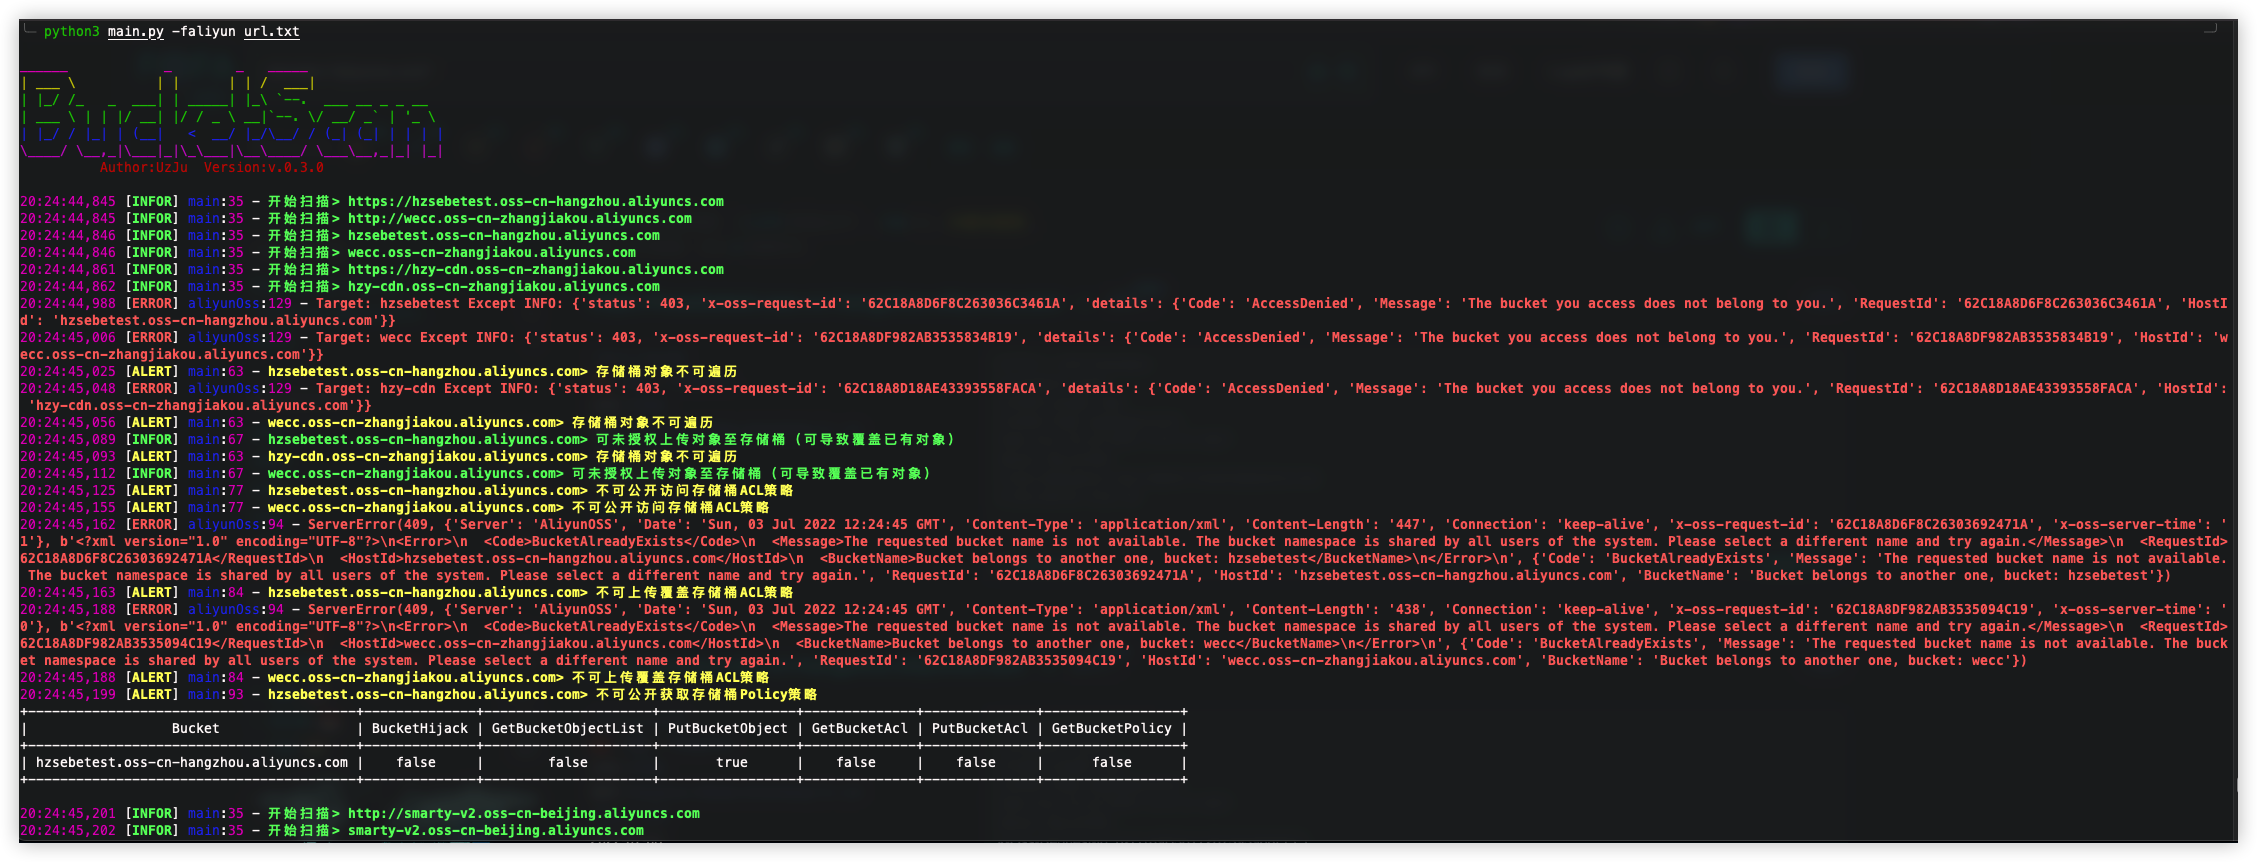 python3 main.py -faliyun url.txt
Author:UzJu  Version:v.0.3.0
20:24:44,845 [INFOR] main:35 - 开始扫描> https://hzsebetest.oss-cn-hangzhou.aliyuncs.com
20:24:44,845 [INFOR] main:35 - 开始扫描> http://wecc.oss-cn-zhangjiakou.aliyuncs.com
20:24:44,846 [INFOR] main:35 - 开始扫描> hzsebetest.oss-cn-hangzhou.aliyuncs.com
20:24:44,846 [INFOR] main:35 - 开始扫描> wecc.oss-cn-zhangjiakou.aliyuncs.com
20:24:44,861 [INFOR] main:35 - 开始扫描> https://hzy-cdn.oss-cn-zhangjiakou.aliyuncs.com
20:24:44,862 [INFOR] main:35 - 开始扫描> hzy-cdn.oss-cn-zhangjiakou.aliyuncs.com
20:24:44,988 [ERROR] aliyunOss:129 - Target: hzsebetest Except INFO: {'status': 403, 'x-oss-request-id': '62C18A8D6F8C263036C3461A', 'details': {'Code': 'AccessDenied', 'Message': 'The bucket you access does not belong to you.', 'RequestId': '62C18A8D6F8C263036C3461A', 'HostI
d': 'hzsebetest.oss-cn-hangzhou.aliyuncs.com'}}
20:24:45,006 [ERROR] aliyunOss:129 - Target: wecc Except INFO: {'status': 403, 'x-oss-request-id': '62C18A8DF982AB3535834B19', 'details': {'Code': 'AccessDenied', 'Message': 'The bucket you access does not belong to you.', 'RequestId': '62C18A8DF982AB3535834B19', 'HostId': 'w
ecc.oss-cn-zhangjiakou.aliyuncs.com'}}
20:24:45,025 [ALERT] main:63 - hzsebetest.oss-cn-hangzhou.aliyuncs.com> 存储桶对象不可遍历
20:24:45,048 [ERROR] aliyunOss:129 - Target: hzy-cdn Except INFO: {'status': 403, 'x-oss-request-id': '62C18A8D18AE43393558FACA', 'details': {'Code': 'AccessDenied', 'Message': 'The bucket you access does not belong to you.', 'RequestId': '62C18A8D18AE43393558FACA', 'HostId':
'hzy-cdn.oss-cn-zhangjiakou.aliyuncs.com'}}
20:24:45,056 [ALERT] main:63 - wecc.oss-cn-zhangjiakou.aliyuncs.com> 存储桶对象不可遍历
20:24:45,089 [INFOR] main:67 - hzsebetest.oss-cn-hangzhou.aliyuncs.com> 可未授权上传对象至存储桶（可导致覆盖已有对象）
20:24:45,093 [ALERT] main:63 - hzy-cdn.oss-cn-zhangjiakou.aliyuncs.com> 存储桶对象不可遍历
20:24:45,112 [INFOR] main:67 - wecc.oss-cn-zhangjiakou.aliyuncs.com> 可未授权上传对象至存储桶（可导致覆盖已有对象）
20:24:45,125 [ALERT] main:77 - hzsebetest.oss-cn-hangzhou.aliyuncs.com> 不可公开访问存储桶ACL策略
20:24:45,155 [ALERT] main:77 - wecc.oss-cn-zhangjiakou.aliyuncs.com> 不可公开访问存储桶ACL策略
20:24:45,162 [ERROR] aliyunOss:94 - ServerError(409, {'Server': 'AliyunOSS', 'Date': 'Sun, 03 Jul 2022 12:24:45 GMT', 'Content-Type': 'application/xml', 'Content-Length': '447', 'Connection': 'keep-alive', 'x-oss-request-id': '62C18A8D6F8C26303692471A', 'x-oss-server-time': '
1'}, b'<?xml version="1.0" encoding="UTF-8"?>\n<Error>\n  <Code>BucketAlreadyExists</Code>\n  <Message>The requested bucket name is not available. The bucket namespace is shared by all users of the system. Please select a different name and try again.</Message>\n  <RequestId>
62C18A8D6F8C26303692471A</RequestId>\n  <HostId>hzsebetest.oss-cn-hangzhou.aliyuncs.com</HostId>\n  <BucketName>Bucket belongs to another one, bucket: hzsebetest</BucketName>\n</Error>\n', {'Code': 'BucketAlreadyExists', 'Message': 'The requested bucket name is not available.
The bucket namespace is shared by all users of the system. Please select a different name and try again.', 'RequestId': '62C18A8D6F8C26303692471A', 'HostId': 'hzsebetest.oss-cn-hangzhou.aliyuncs.com', 'BucketName': 'Bucket belongs to another one, bucket: hzsebetest'})
20:24:45,163 [ALERT] main:84 - hzsebetest.oss-cn-hangzhou.aliyuncs.com> 不可上传覆盖存储桶ACL策略
20:24:45,188 [ERROR] aliyunOss:94 - ServerError(409, {'Server': 'AliyunOSS', 'Date': 'Sun, 03 Jul 2022 12:24:45 GMT', 'Content-Type': 'application/xml', 'Content-Length': '438', 'Connection': 'keep-alive', 'x-oss-request-id': '62C18A8DF982AB3535094C19', 'x-oss-server-time': '
0'}, b'<?xml version="1.0" encoding="UTF-8"?>\n<Error>\n  <Code>BucketAlreadyExists</Code>\n  <Message>The requested bucket name is not available. The bucket namespace is shared by all users of the system. Please select a different name and try again.</Message>\n  <RequestId>
62C18A8DF982AB3535094C19</RequestId>\n  <HostId>wecc.oss-cn-zhangjiakou.aliyuncs.com</HostId>\n  <BucketName>Bucket belongs to another one, bucket: wecc</BucketName>\n</Error>\n', {'Code': 'BucketAlreadyExists', 'Message': 'The requested bucket name is not available. The buck
et namespace is shared by all users of the system. Please select a different name and try again.', 'RequestId': '62C18A8DF982AB3535094C19', 'HostId': 'wecc.oss-cn-zhangjiakou.aliyuncs.com', 'BucketName': 'Bucket belongs to another one, bucket: wecc'})
20:24:45,188 [ALERT] main:84 - wecc.oss-cn-zhangjiakou.aliyuncs.com> 不可上传覆盖存储桶ACL策略
20:24:45,199 [ALERT] main:93 - hzsebetest.oss-cn-hangzhou.aliyuncs.com> 不可公开获取存储桶Policy策略
| Bucket | BucketHijack | GetBucketObjectList | PutBucketObject | GetBucketAcl | PutBucketAcl | GetBucketPolicy |
| hzsebetest.oss-cn-hangzhou.aliyuncs.com | false | false | true | false | false | false |
20:24:45,201 [INFOR] main:35 - 开始扫描> http://smarty-v2.oss-cn-beijing.aliyuncs.com
20:24:45,202 [INFOR] main:35 - 开始扫描> smarty-v2.oss-cn-beijing.aliyuncs.com